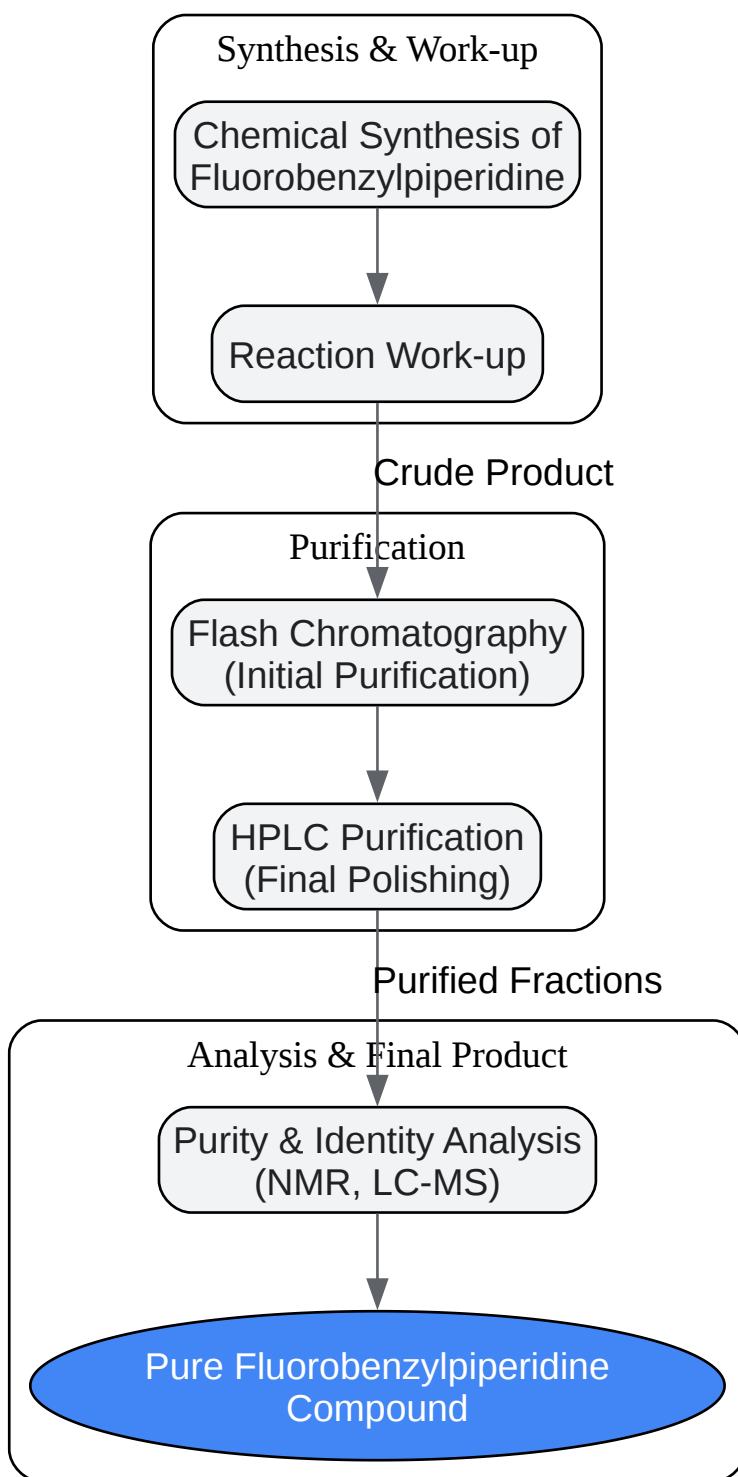 Synthesis & Work-up
Chemical Synthesis of
Fluorobenzylpiperidine
Reaction Work-up
Crude Product
Purification
Flash Chromatography
(Initial Purification)
HPLC Purification
(Final Polishing)
Purified Fractions
Analysis & Final Product
Purity & Identity Analysis
(NMR, LC-MS)
Pure Fluorobenzylpiperidine
Compound